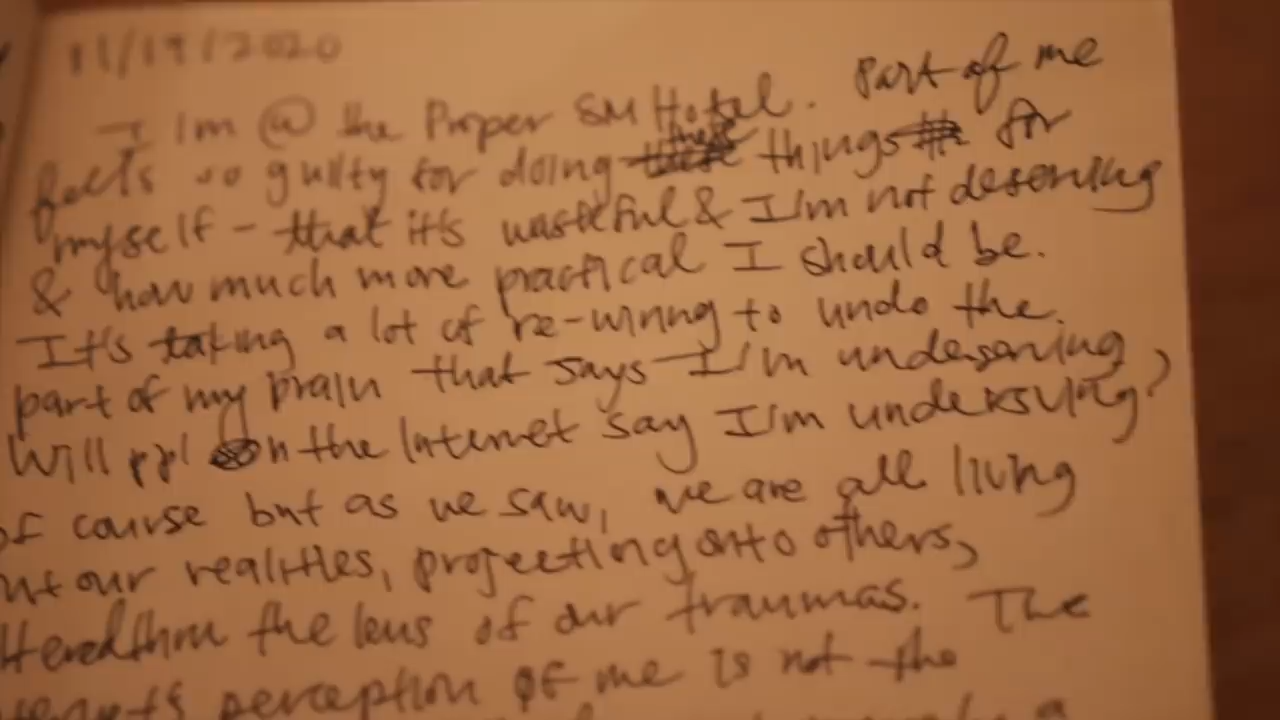 11/19/2020
I I'm @ the Proper SM Hotel. Part of me
feels so guilty for doing these things for
myself - that it's wasteful & I'm not deserving
& how much more practical I should be.
It's taking a lot of re-wiring to undo the
part of my brain that says I'm undeserving
Will ppl on the Internet say I'm undeserving?
of course but as we saw, we are all living
out our realities, projecting onto others,
thru the lens of our traumas. The
perception of me is not the
a